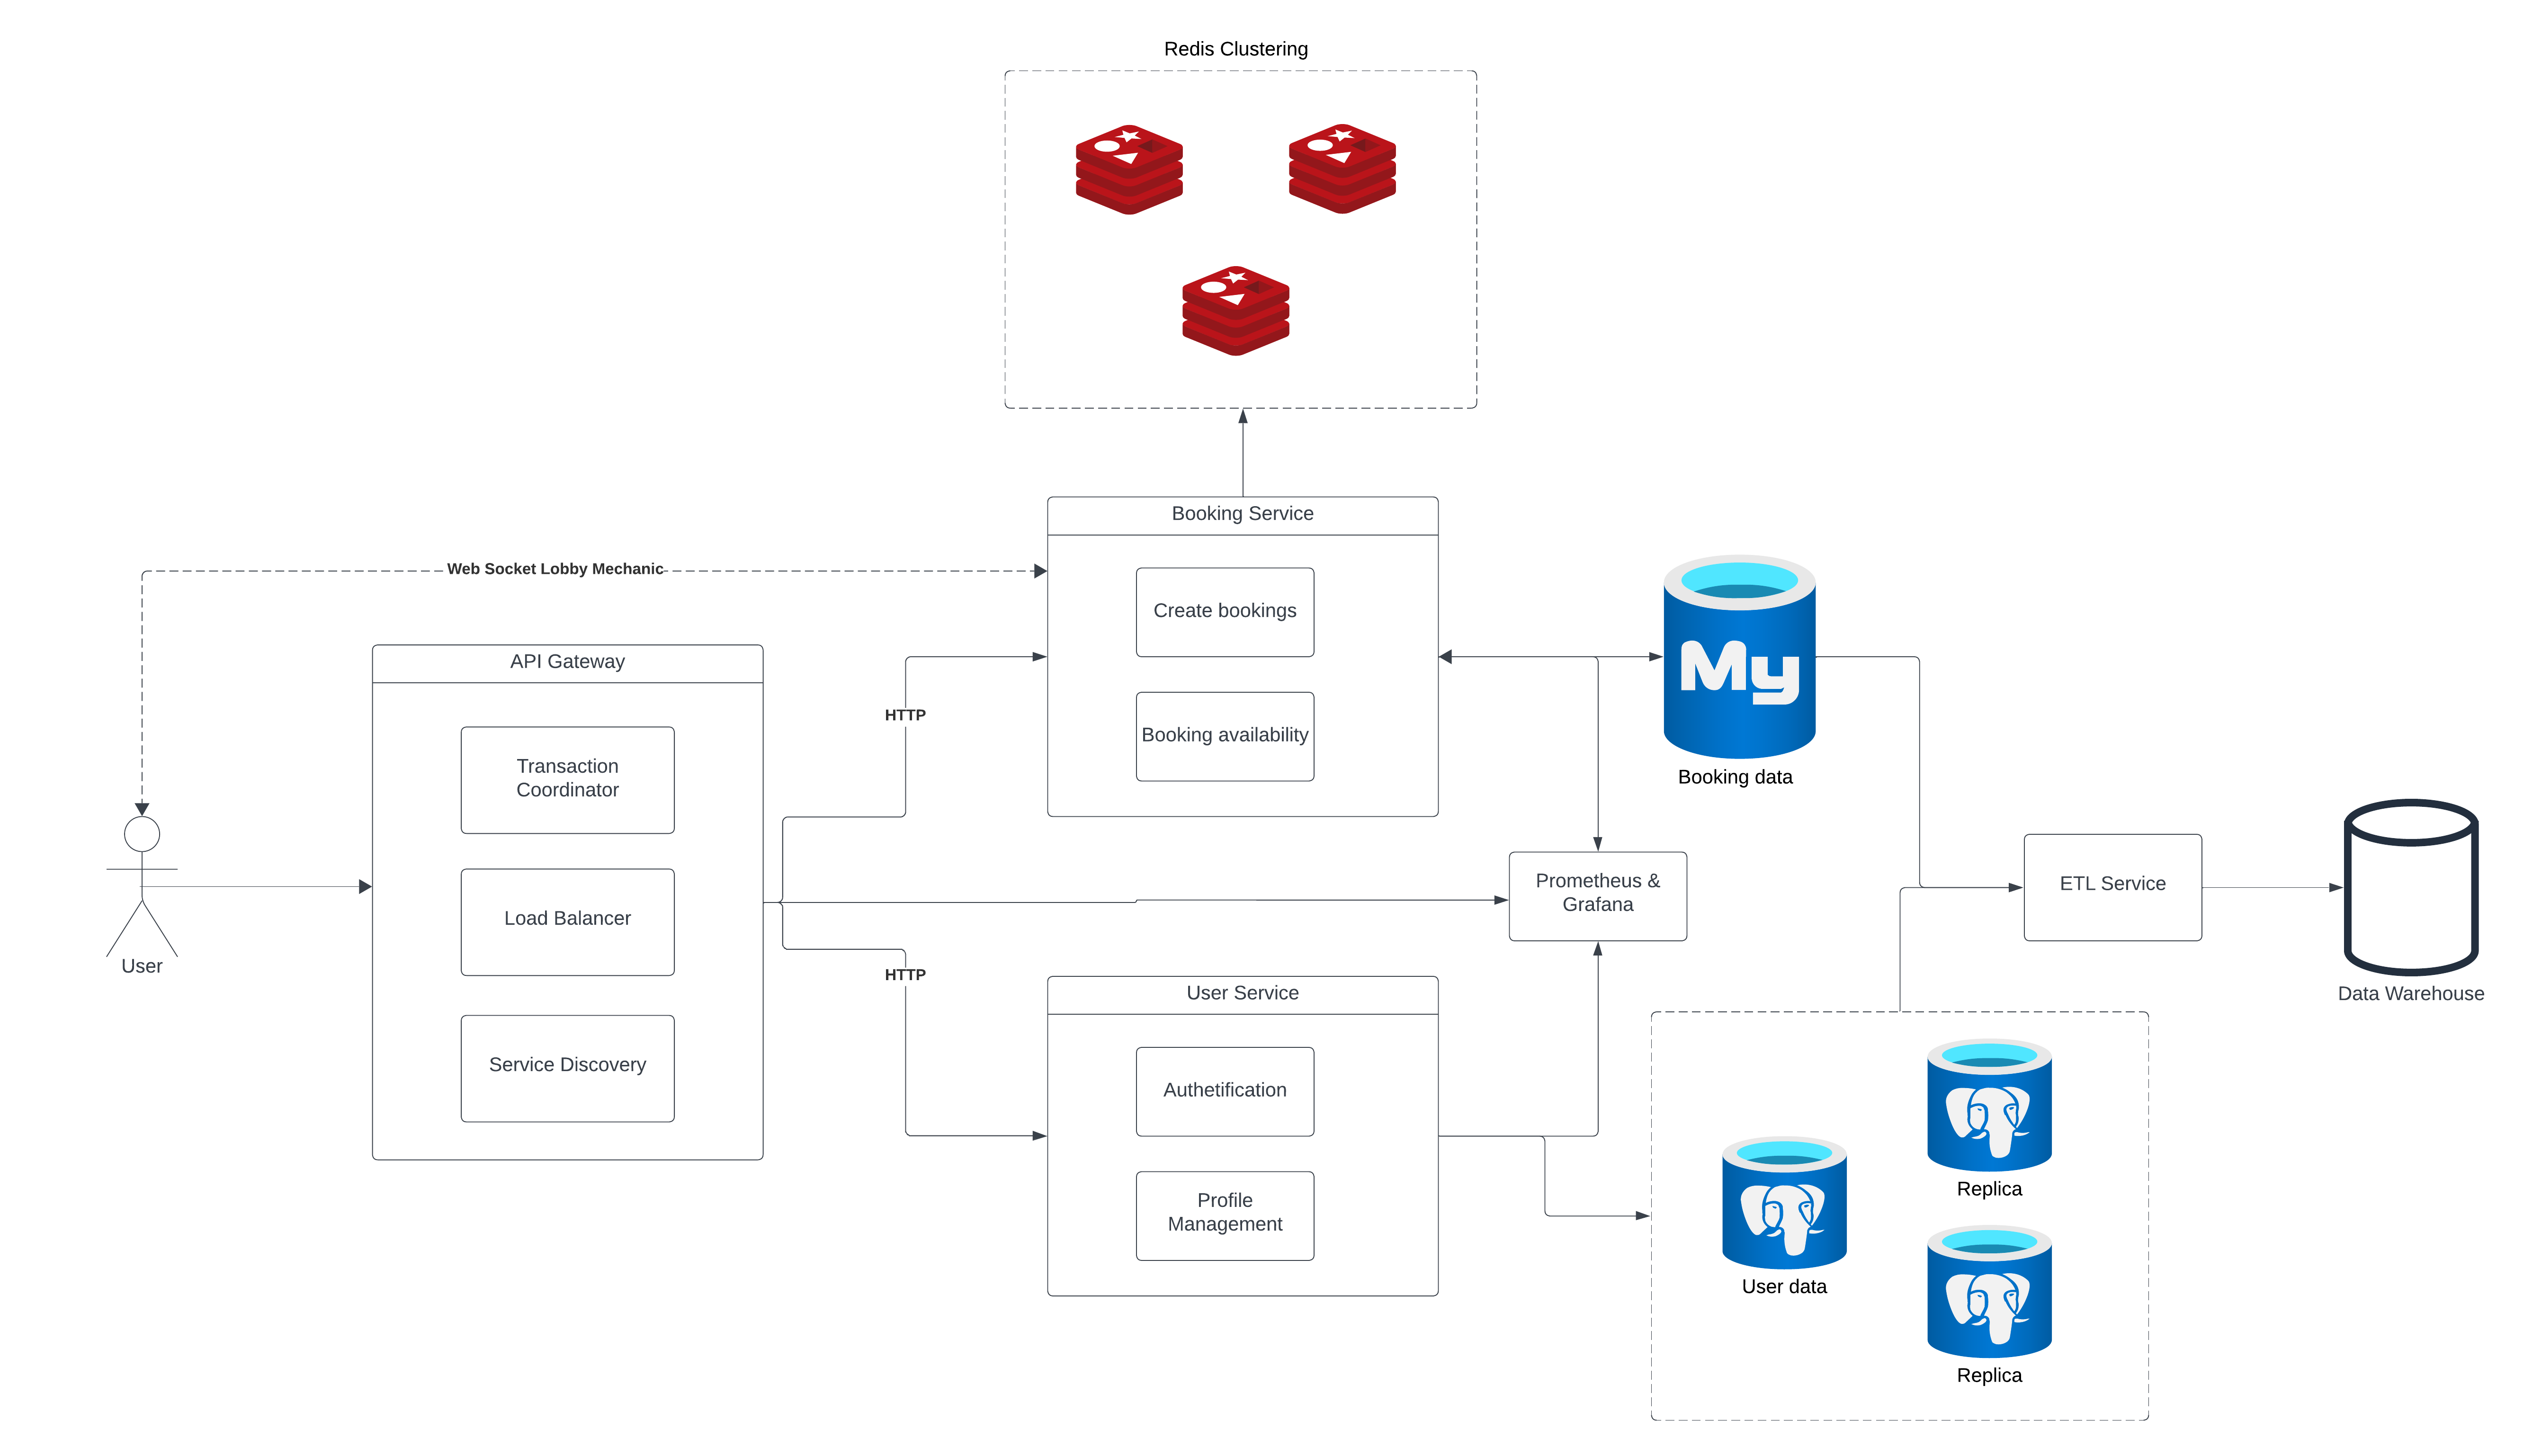 Redis Clustering
Booking Service
Create bookings
Booking availability
Web Socket Lobby Mechanic
API Gateway
Transaction
Coordinator
Load Balancer
Service Discovery
User
HTTP
HTTP
My
Booking data
Prometheus &
Grafana
ETL Service
Data Warehouse
User Service
Authetification
Profile
Management
User data
Replica
Replica